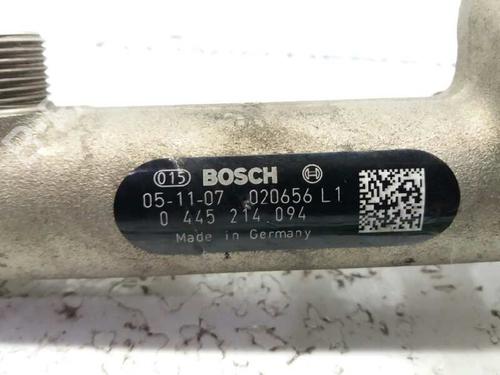 015 BOSCH
05-11-07 020656 L1
0 445 214 094
Made in Germany